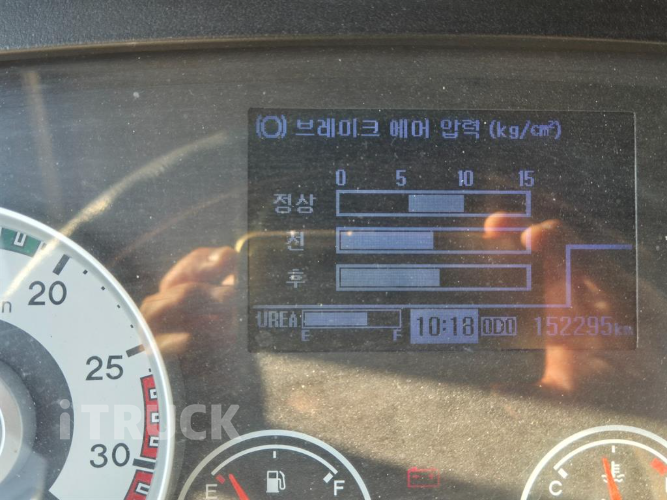 브레이크 에어 압력 (kg/cm²)
0 5 10 15
정상
전
후
UREA
E F
10:18 ODO 152295km
20
25
30
iTRUCK
E F
C